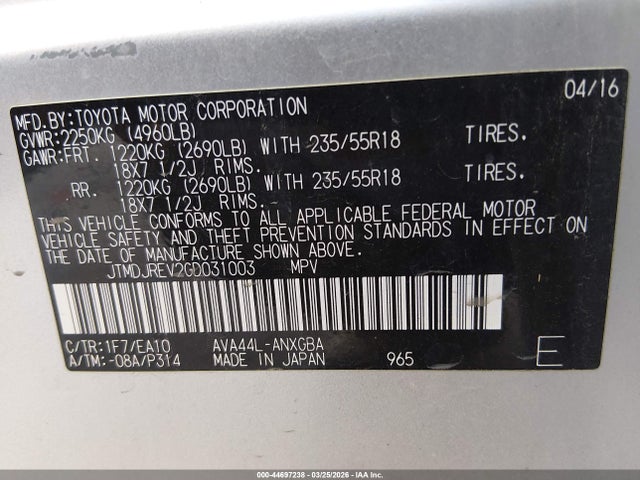 MFD.BY:TOYOTA MOTOR CORPORATION 04/16
GVWR:2250KG (4960LB)
GAWR:FRT. 1220KG (2690LB) WITH 235/55R18 TIRES.
18X7 1/2J RIMS.
RR. 1220KG (2690LB) WITH 235/55R18 TIRES.
18X7 1/2J RIMS.
THIS VEHICLE CONFORMS TO ALL APPLICABLE FEDERAL MOTOR
VEHICLE SAFETY AND THEFT PREVENTION STANDARDS IN EFFECT ON
THE DATE OF MANUFACTURE SHOWN ABOVE.
JTMDJREV2GD031003 MPV
C/TR:1F7/EA10 AVA44L-ANXGBA
A/TM:-08A/P314 MADE IN JAPAN 965 E
000-44697238 - 03/25/2026 - IAA Inc.